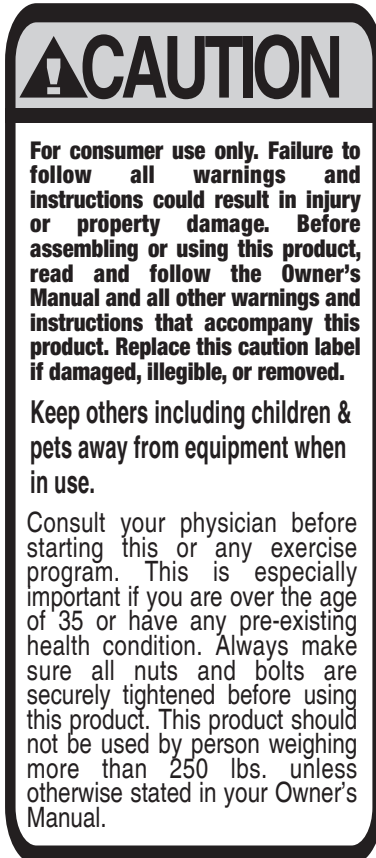 CAUTION
For consumer use only. Failure to
follow all warnings and
instructions could result in injury
or property damage. Before
assembling or using this product,
read and follow the Owner's
Manual and all other warnings and
instructions that accompany this
product. Replace this caution label
if damaged, illegible, or removed.
Keep others including children &
pets away from equipment when
in use.
Consult your physician before
starting this or any exercise
program. This is especially
important if you are over the age
of 35 or have any pre-existing
health condition. Always make
sure all nuts and bolts are
securely tightened before using
this product. This product should
not be used by person weighing
more than 250 lbs. unless
otherwise stated in your Owner's
Manual.